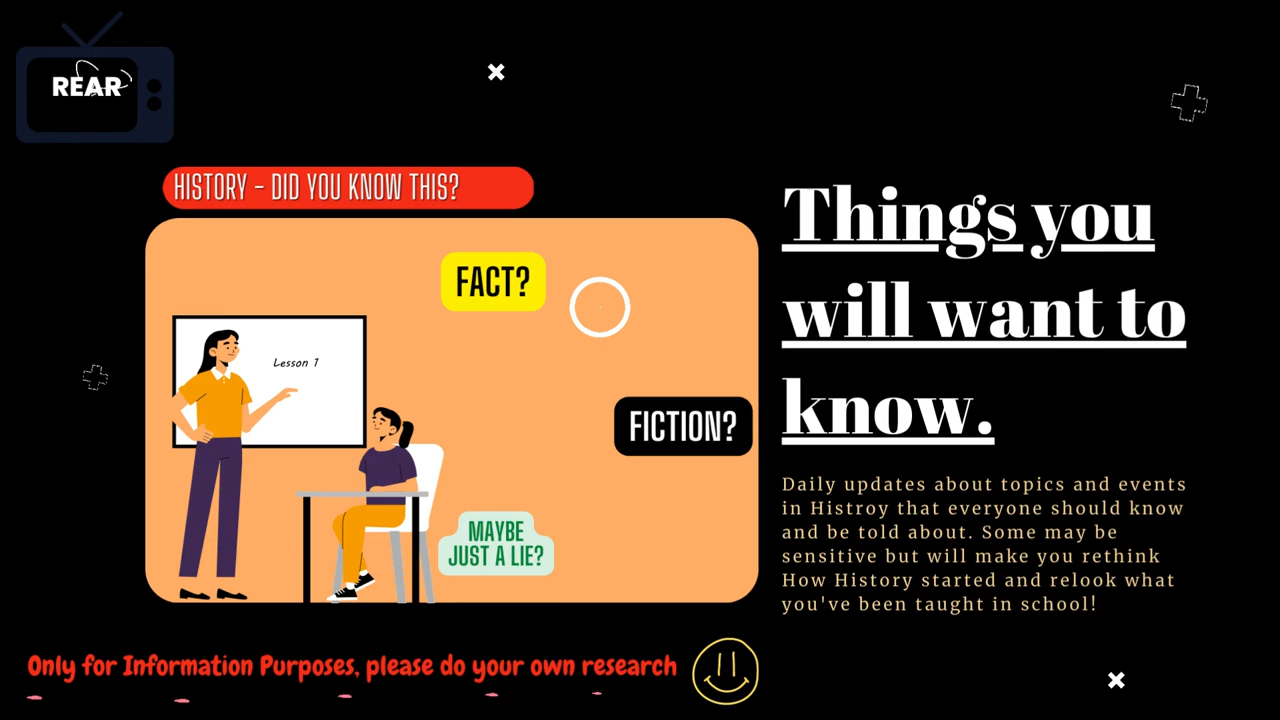 REAR
HISTORY - DID YOU KNOW THIS?
FACT?
Lesson 1
FICTION?
MAYBE
JUST A LIE?
Things you
will want to
know.
Daily updates about topics and events
in Histroy that everyone should know
and be told about. Some may be
sensitive but will make you rethink
How History started and relook what
you've been taught in school!
Only for Information Purposes, please do your own research